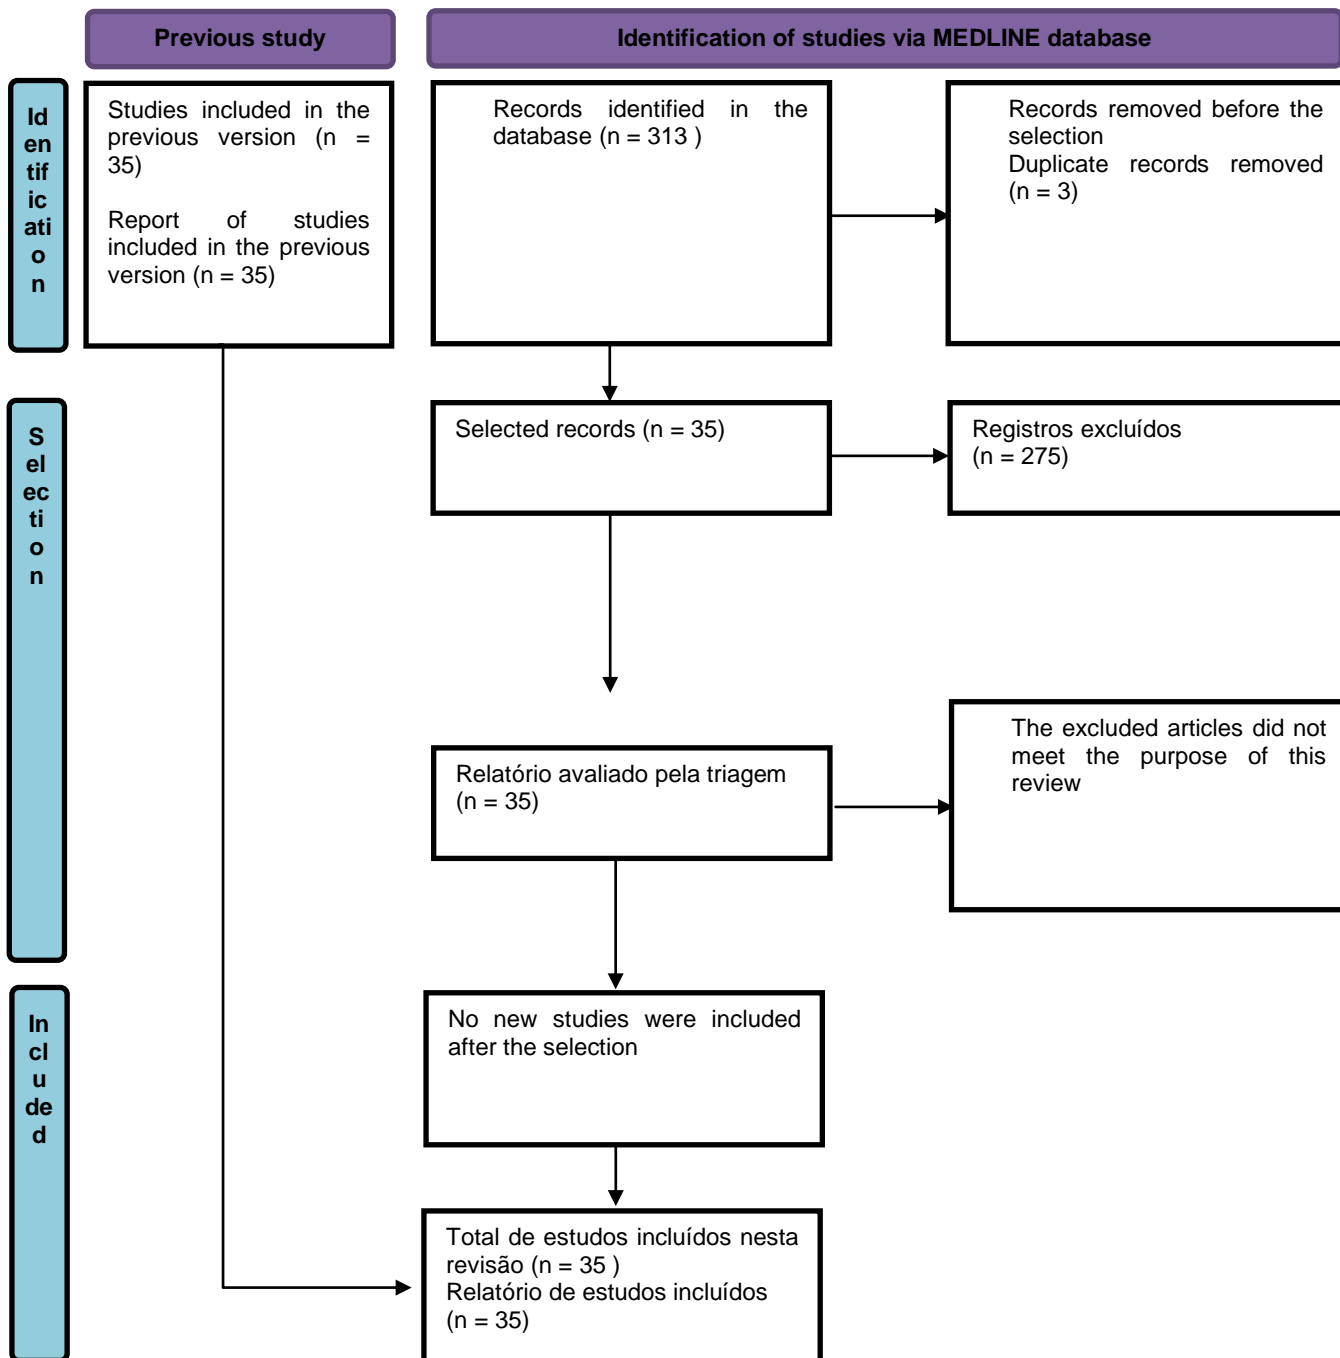 Previous study
Identification of studies via MEDLINE database
Id
en
tif
ic
ati
o
n
Studies included in the
previous version (n =
35)
Report of studies
included in the previous
version (n = 35)
Records identified in the
database (n = 313 )
Records removed before the
selection
Duplicate records removed
(n = 3)
S
el
ec
ti
o
n
Selected records (n = 35)
Registros excluídos
(n = 275)
Relatório avaliado pela triagem
(n = 35)
The excluded articles did not
meet the purpose of this
review
In
cl
u
de
d
No new studies were included
after the selection
Total de estudos incluídos nesta
revisão (n = 35 )
Relatório de estudos incluídos
(n = 35)